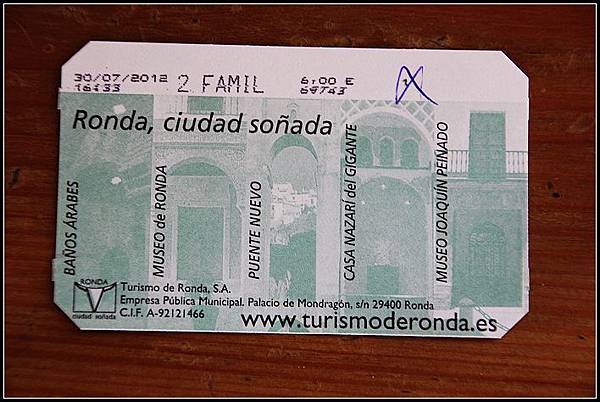 30/07/2012 2 FAMIL 6,00 E
16:33 69743
Ronda, ciudad soñada
BAÑOS ÁRABES
MUSEO de RONDA
PUENTE NUEVO
CASA NAZARÍ del GIGANTE
MUSEO JOAQUÍN PEINADO
RONDA
ciudad soñada
Turismo de Ronda, S.A.
Empresa Pública Municipal. Palacio de Mondragón, s/n 29400 Ronda
C.I.F. A-92121466
www.turismoderonda.es